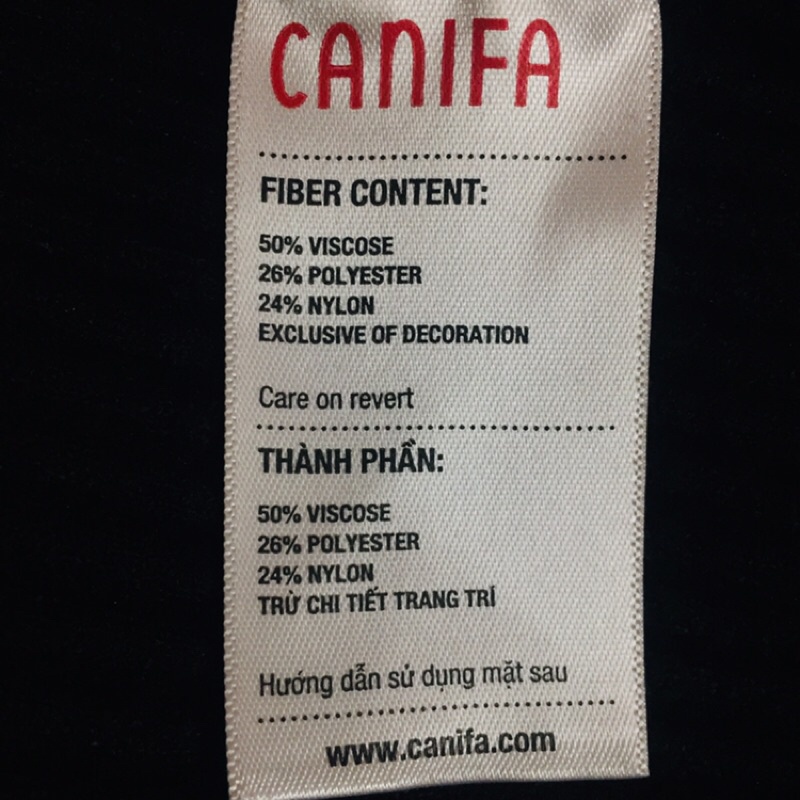 CANIFA
FIBER CONTENT:
50% VISCOSE
26% POLYESTER
24% NYLON
EXCLUSIVE OF DECORATION
Care on revert
THÀNH PHẦN:
50% VISCOSE
26% POLYESTER
24% NYLON
TRỪ CHI TIẾT TRANG TRÍ
Hướng dẫn sử dụng mặt sau
www.canifa.com